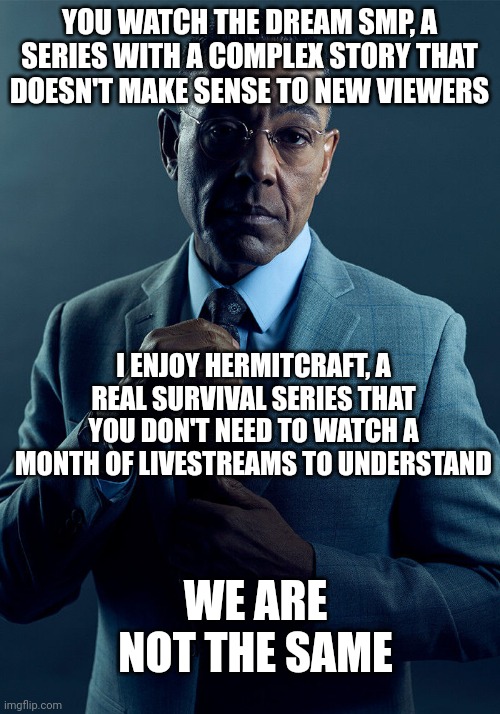 YOU WATCH THE DREAM SMP, A
SERIES WITH A COMPLEX STORY THAT
DOESN'T MAKE SENSE TO NEW VIEWERS
I ENJOY HERMITCRAFT, A
REAL SURVIVAL SERIES THAT
YOU DON'T NEED TO WATCH A
MONTH OF LIVESTREAMS TO UNDERSTAND
WE ARE
NOT THE SAME
imgflip.com